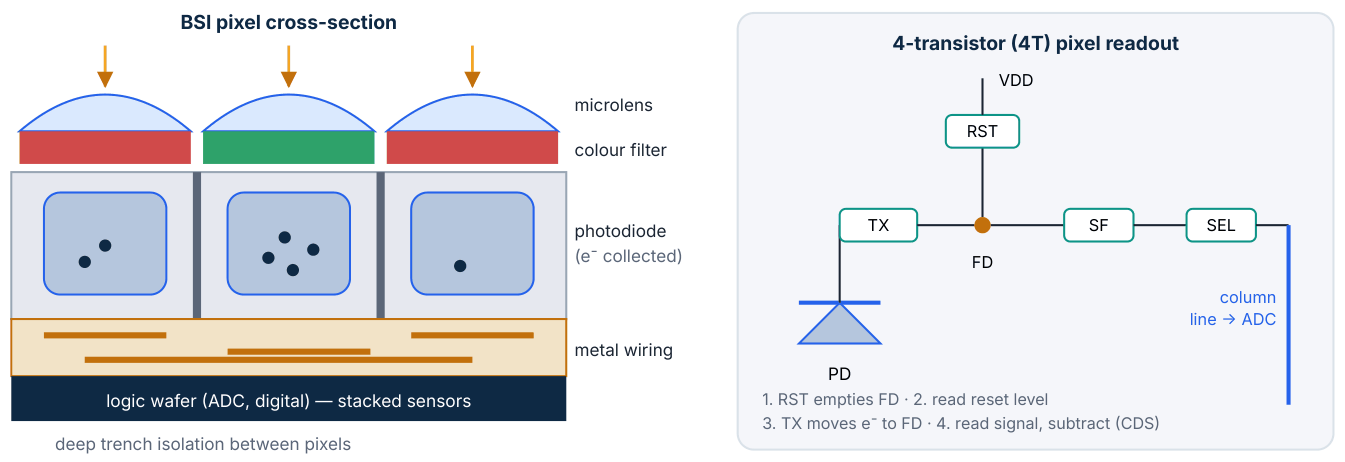 BSI pixel cross-section
microlens
colour filter
photodiode
(e⁻ collected)
metal wiring
logic wafer (ADC, digital) — stacked sensors
deep trench isolation between pixels
4-transistor (4T) pixel readout
VDD
RST
TX
SF
SEL
FD
column
line → ADC
PD
1. RST empties FD · 2. read reset level
3. TX moves e⁻ to FD · 4. read signal, subtract (CDS)